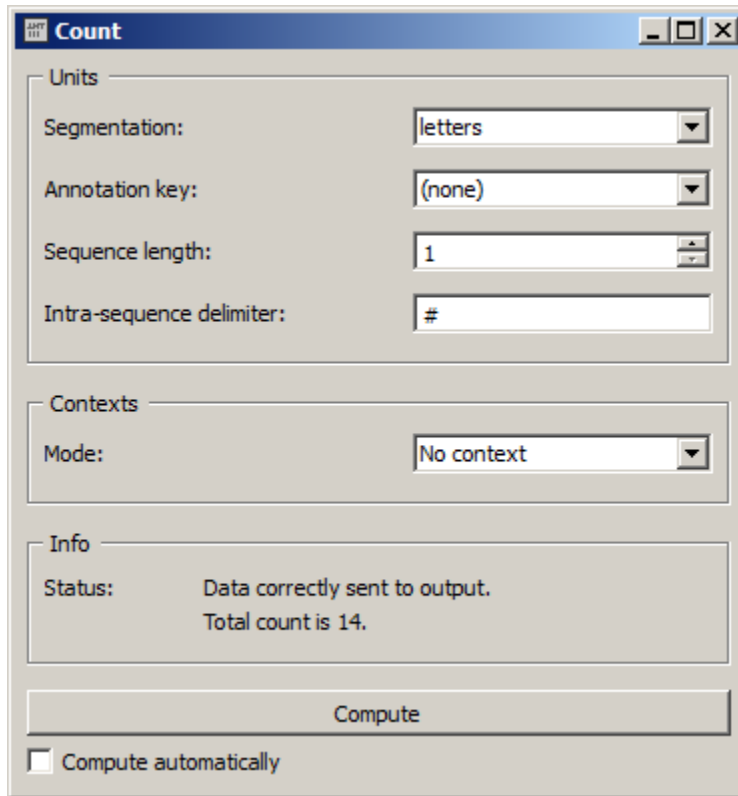 Count
Units
Segmentation: letters
Annotation key: (none)
Sequence length: 1
Intra-sequence delimiter: #
Contexts
Mode: No context
Info
Status: Data correctly sent to output.
Total count is 14.
Compute
Compute automatically